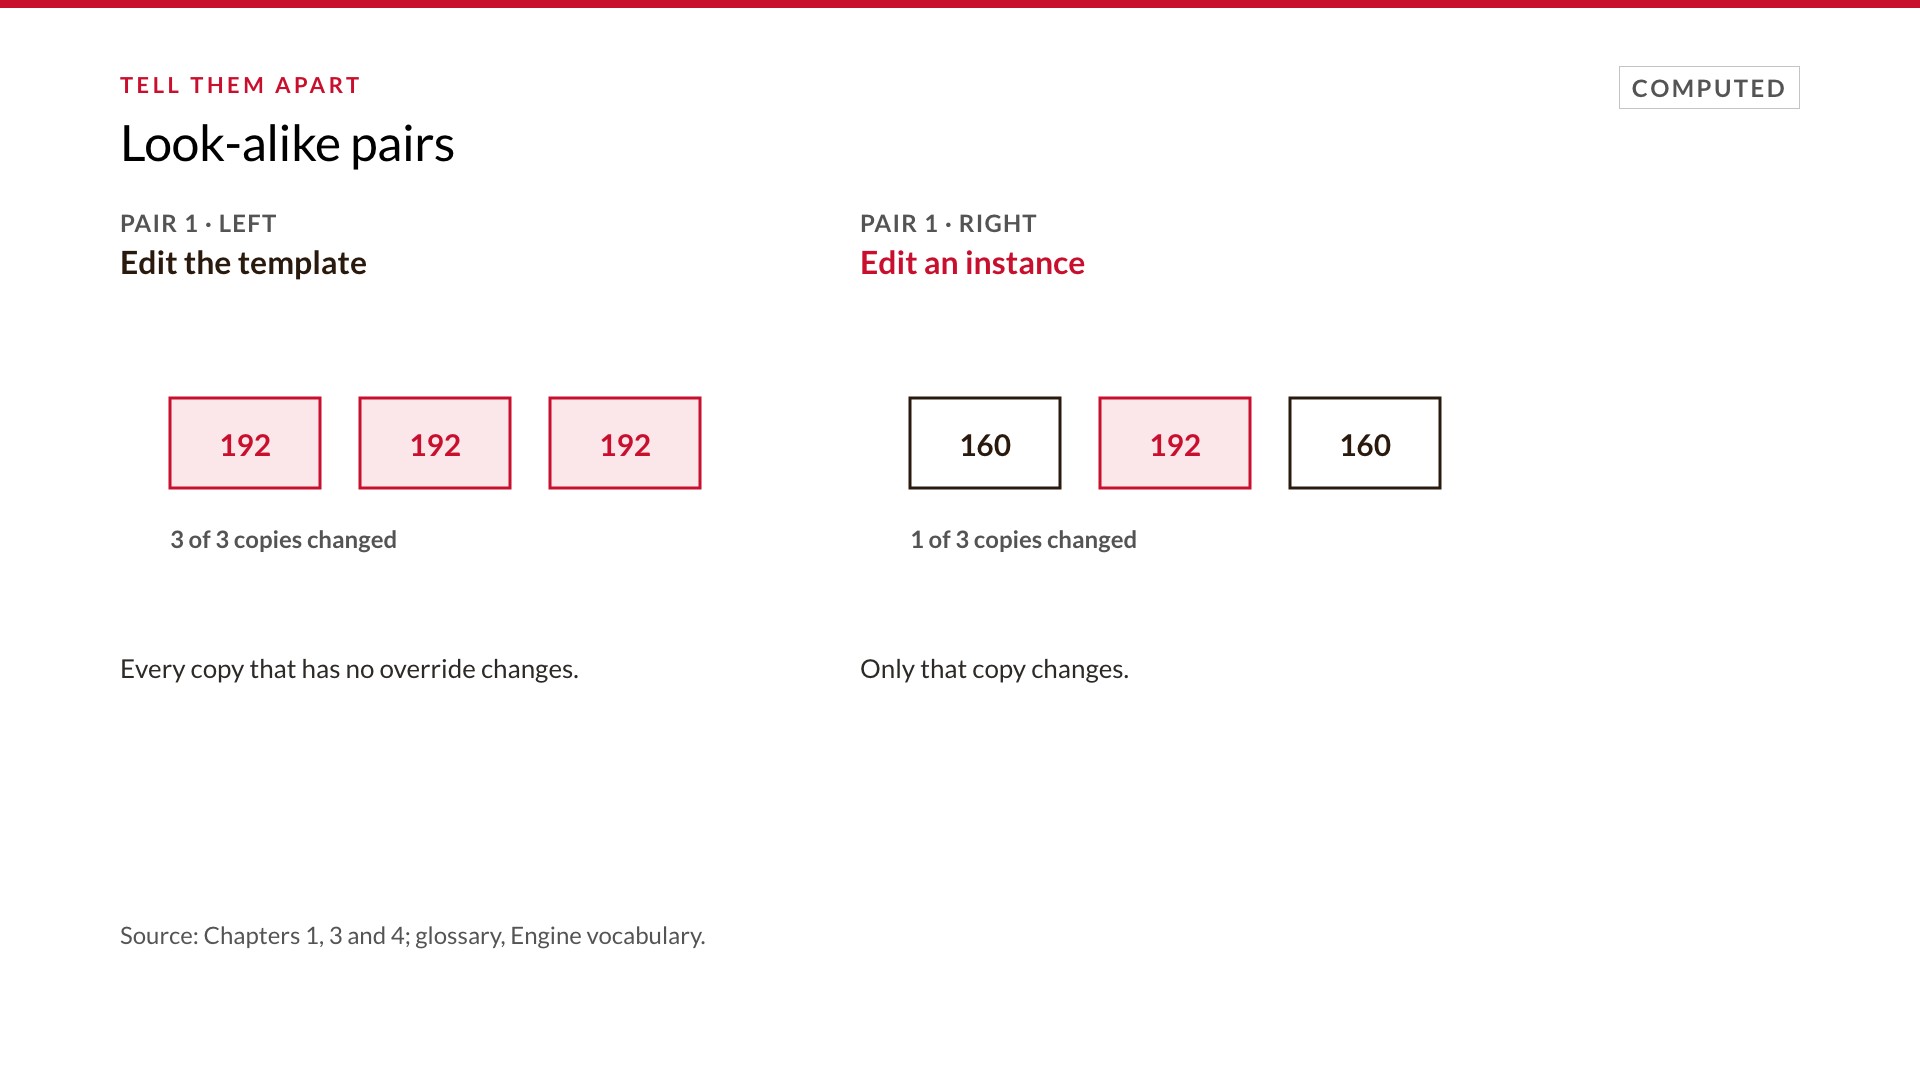 TELL THEM APART
COMPUTED
Look-alike pairs
PAIR 1 · LEFT
Edit the template
192
192
192
3 of 3 copies changed
Every copy that has no override changes.
PAIR 1 · RIGHT
Edit an instance
160
192
160
1 of 3 copies changed
Only that copy changes.
Source: Chapters 1, 3 and 4; glossary, Engine vocabulary.